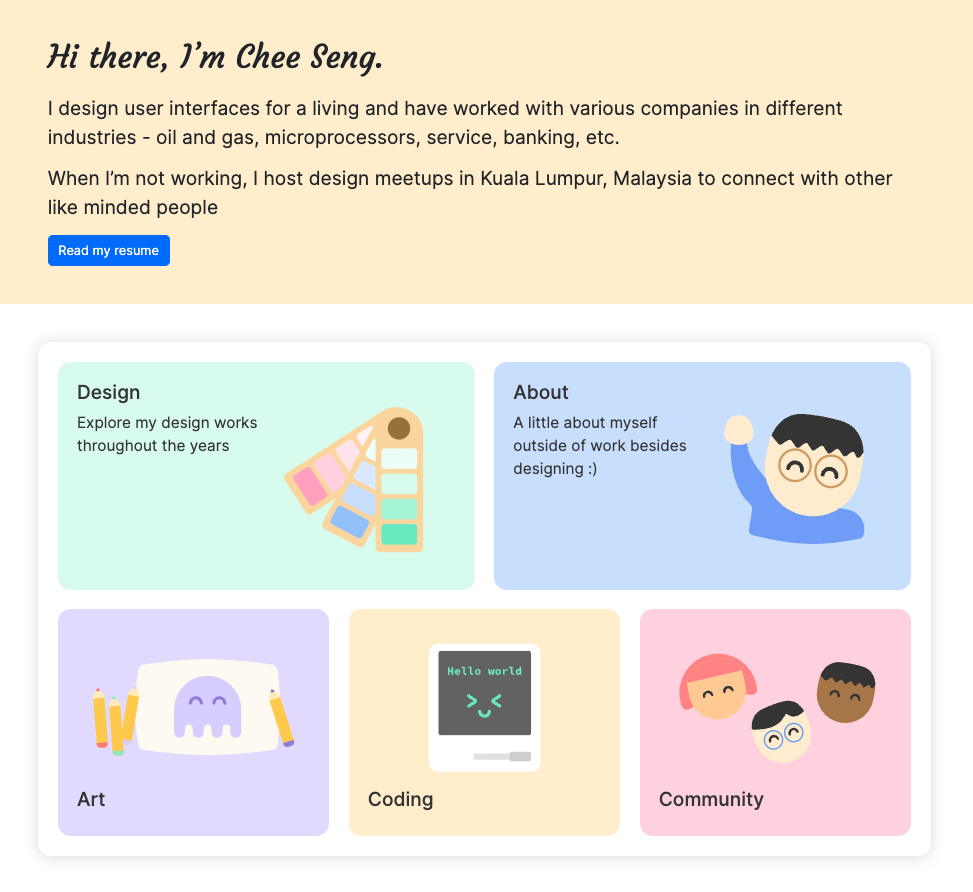 Hi there, I’m Chee Seng.
I design user interfaces for a living and have worked with various companies in different
industries - oil and gas, microprocessors, service, banking, etc.
When I’m not working, I host design meetups in Kuala Lumpur, Malaysia to connect with other
like minded people
Read my resume
Design
Explore my design works
throughout the years
About
A little about myself
outside of work besides
designing :)
Art
Hello world
Coding
Community